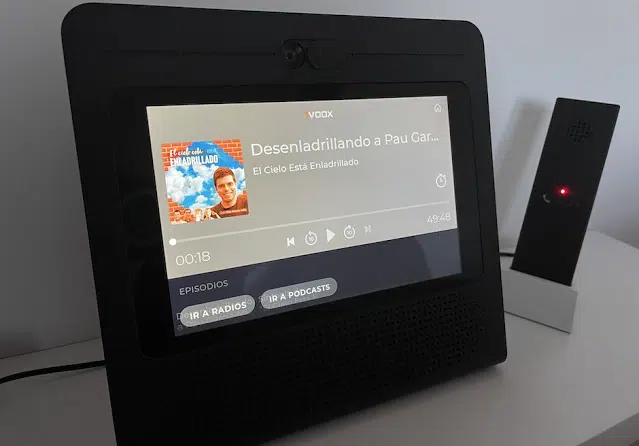 iVOOX
El cielo está
ENLADRILLADO
Desenladrillando a Pau Gar...
El Cielo Está Enladrillado
00:18
49:48
EPISODIOS
IR A RADIOS
IR A PODCASTS